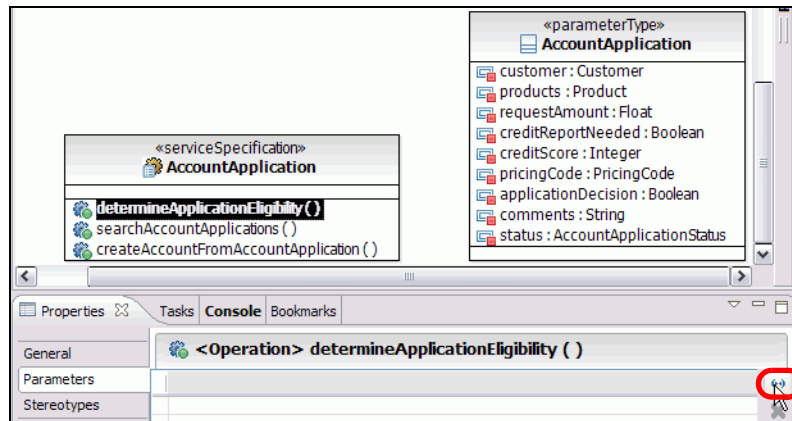 «parameterType»
AccountApplication
customer : Customer
products : Product
requestAmount : Float
creditReportNeeded : Boolean
creditScore : Integer
pricingCode : PricingCode
applicationDecision : Boolean
comments : String
status : AccountApplicationStatus
«serviceSpecification»
AccountApplication
determineApplicationEligibility ( )
searchAccountApplications ( )
createAccountFromAccountApplication ( )
Properties Tasks Console Bookmarks
General
<Operation> determineApplicationEligibility ( )
Parameters
Stereotypes